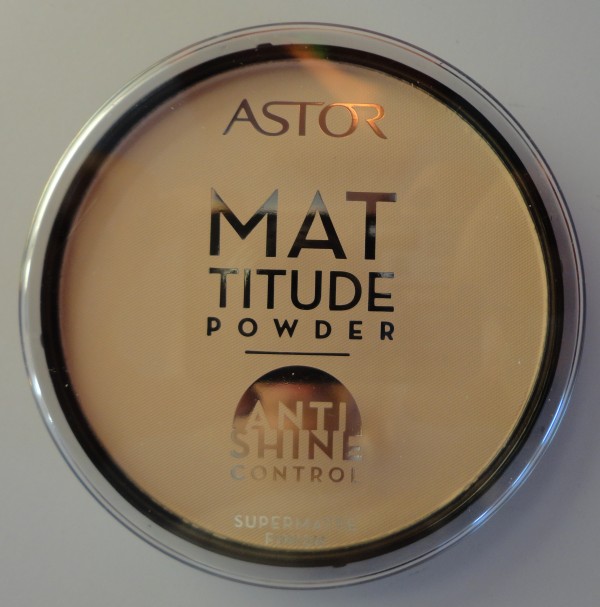 ASTOR
MAT
TITUDE
POWDER
ANTI
SHINE
CONTROL